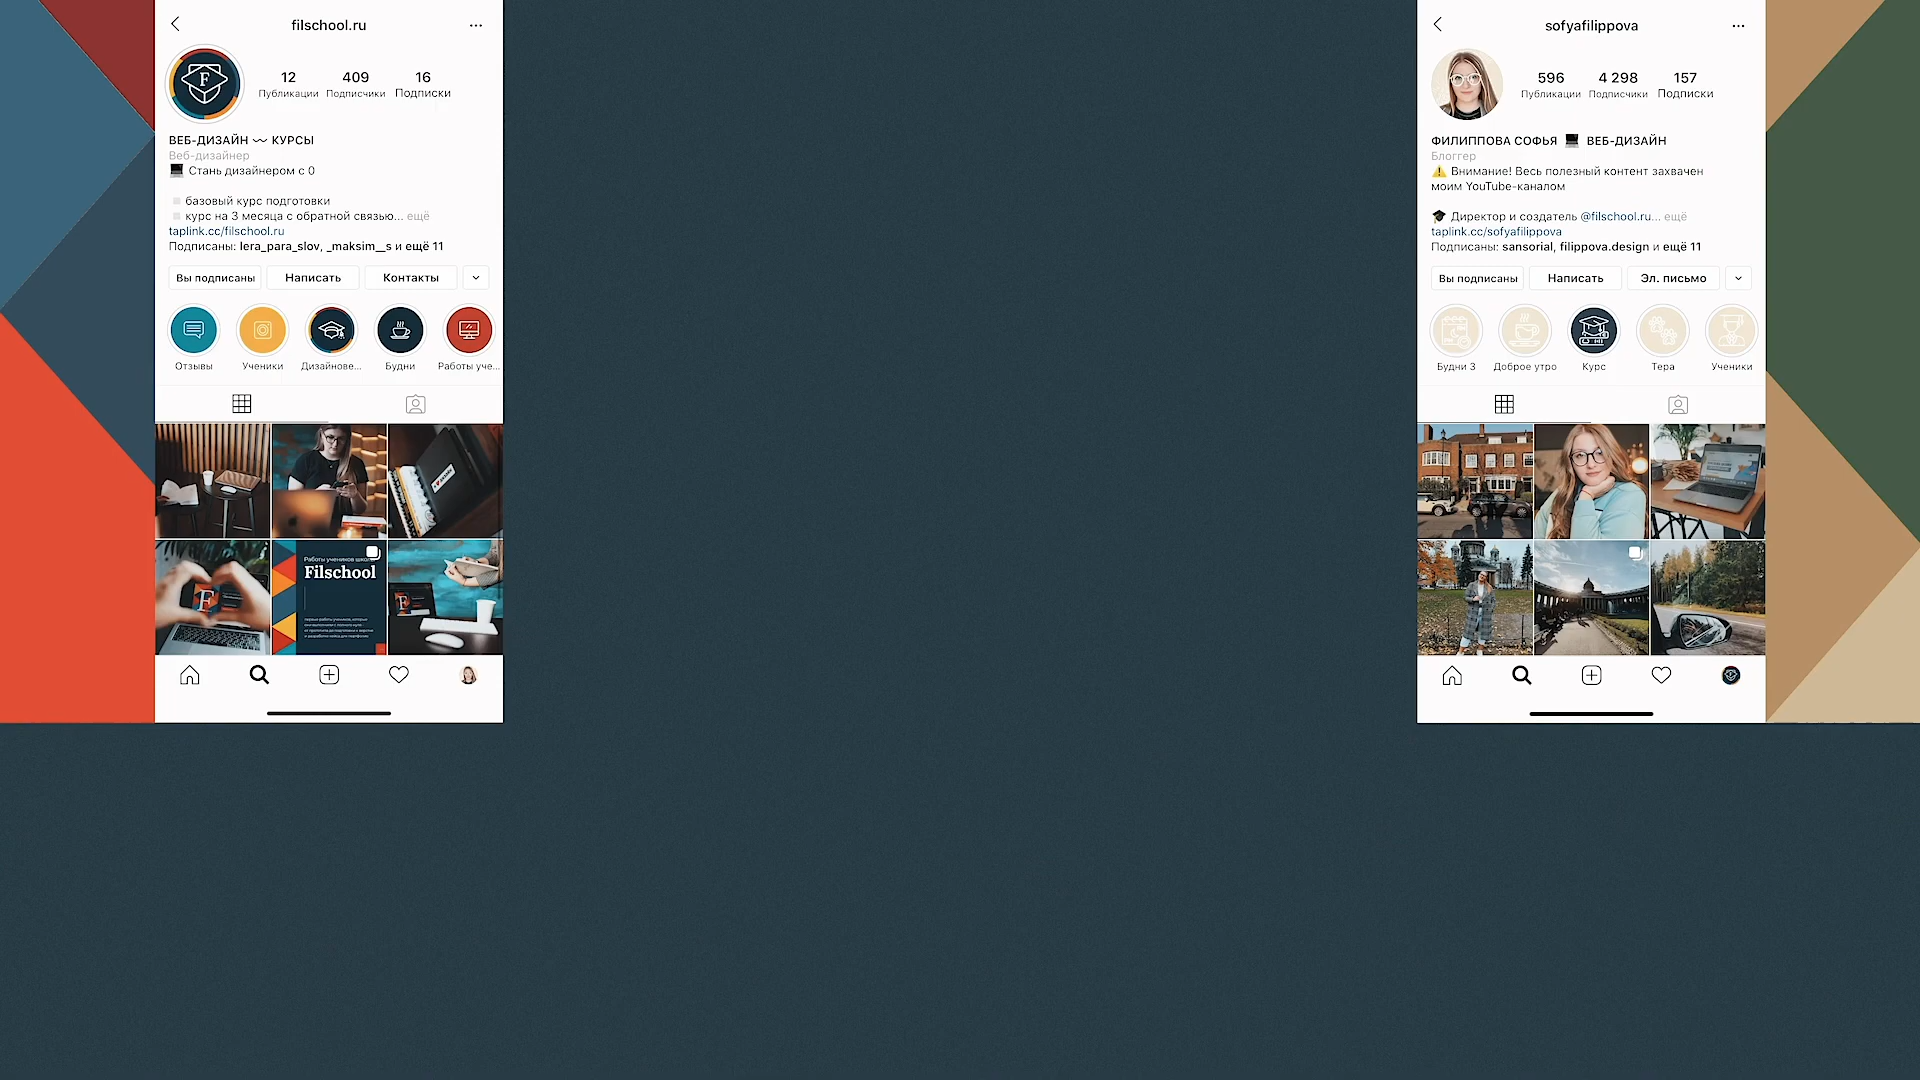 filschool.ru
F
12
409
16
Публикации
Подписчики
Подписки
ВЕБ-ДИЗАЙН 〰 КУРСЫ
Веб-дизайнер
Стань дизайнером с 0
базовый курс подготовки
курс на 3 месяца с обратной связью... ещё
taplink.cc/filschool.ru
Подписаны: lera_para_slov, _maksim__s и ещё 11
Вы подписаны
Написать
Контакты
Отзывы
Ученики
Дизайнове...
Будни
Работы уче...
F
Работы учеников школы
Filschool
F
sofyafilippova
596
4 298
157
Публикации
Подписчики
Подписки
ФИЛИППОВА СОФЬЯ 💻 ВЕБ-ДИЗАЙН
Блоггер
⚠️ Внимание! Весь полезный контент захвачен
моим YouTube-каналом
🎓 Директор и создатель @filschool.ru... ещё
taplink.cc/sofyafilippova
Подписаны: sansorial, filippova.design и ещё 11
Вы подписаны
Написать
Эл. письмо
Будни 3
Доброе утро
Курс
Тера
Ученики